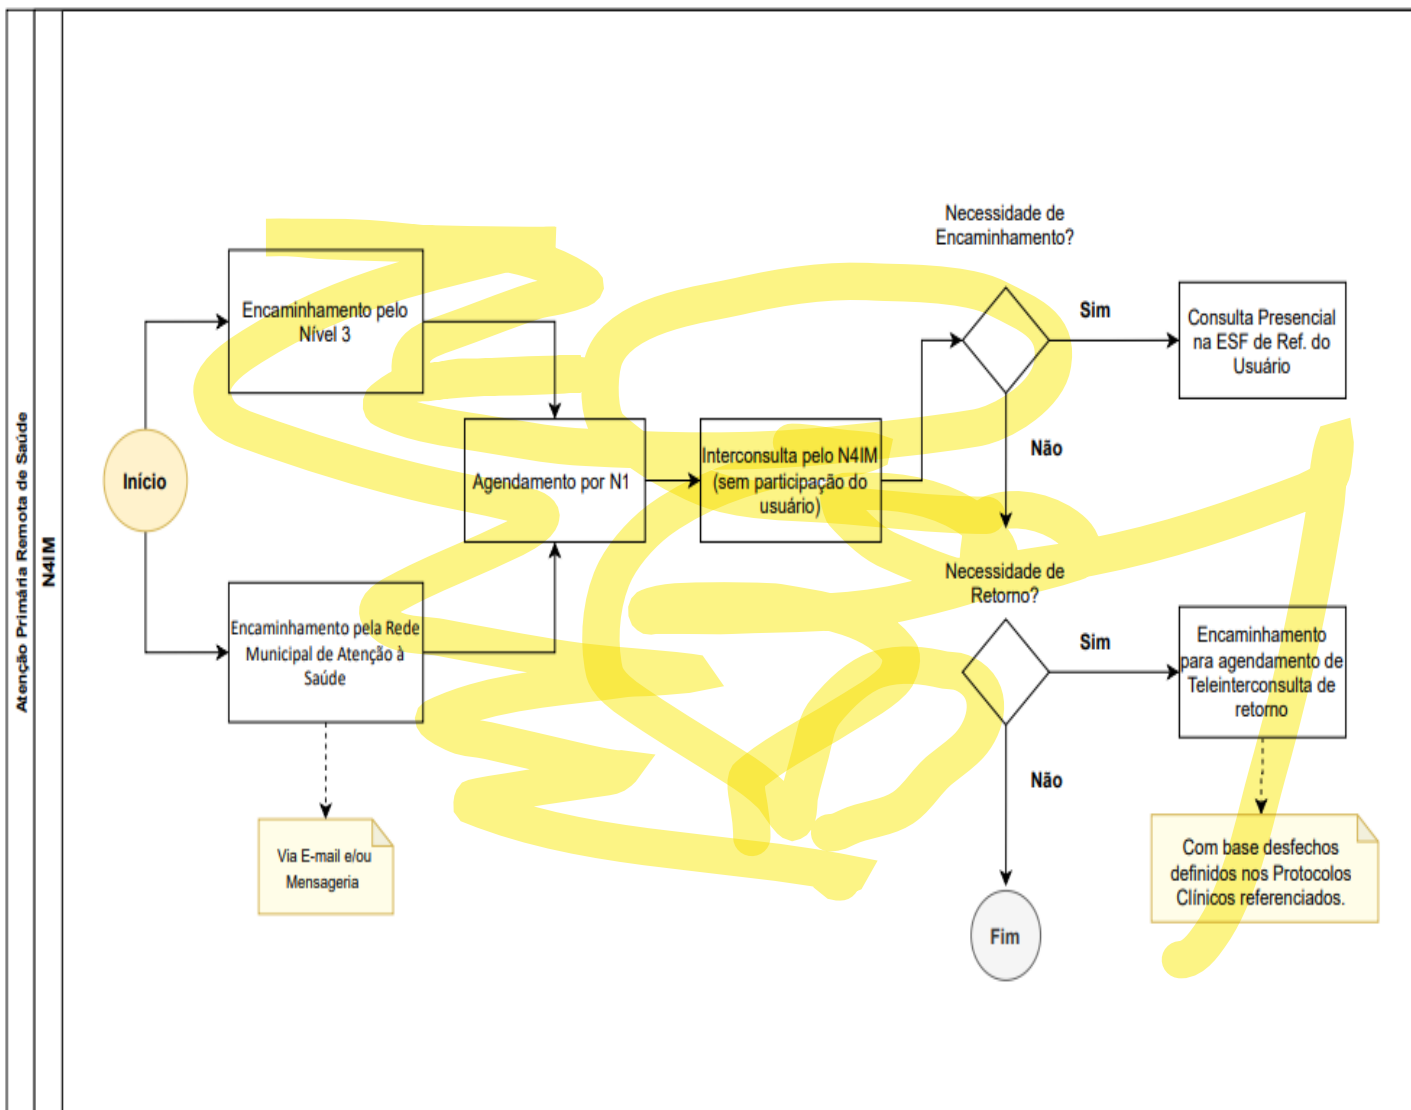 Atenção Primária Remota de Saúde
N4IM
Início
Encaminhamento pelo
Nível 3
Encaminhamento pela Rede
Municipal de Atenção à
Saúde
Via E-mail e/ou
Mensageria
Agendamento por N1
Interconsulta pelo N4IM
(sem participação do
usuário)
Necessidade de
Encaminhamento?
Sim
Consulta Presencial
na ESF de Ref. do
Usuário
Não
Necessidade de
Retorno?
Sim
Encaminhamento
para agendamento de
Teleinterconsulta de
retorno
Com base desfechos
definidos nos Protocolos
Clínicos referenciados.
Não
Fim